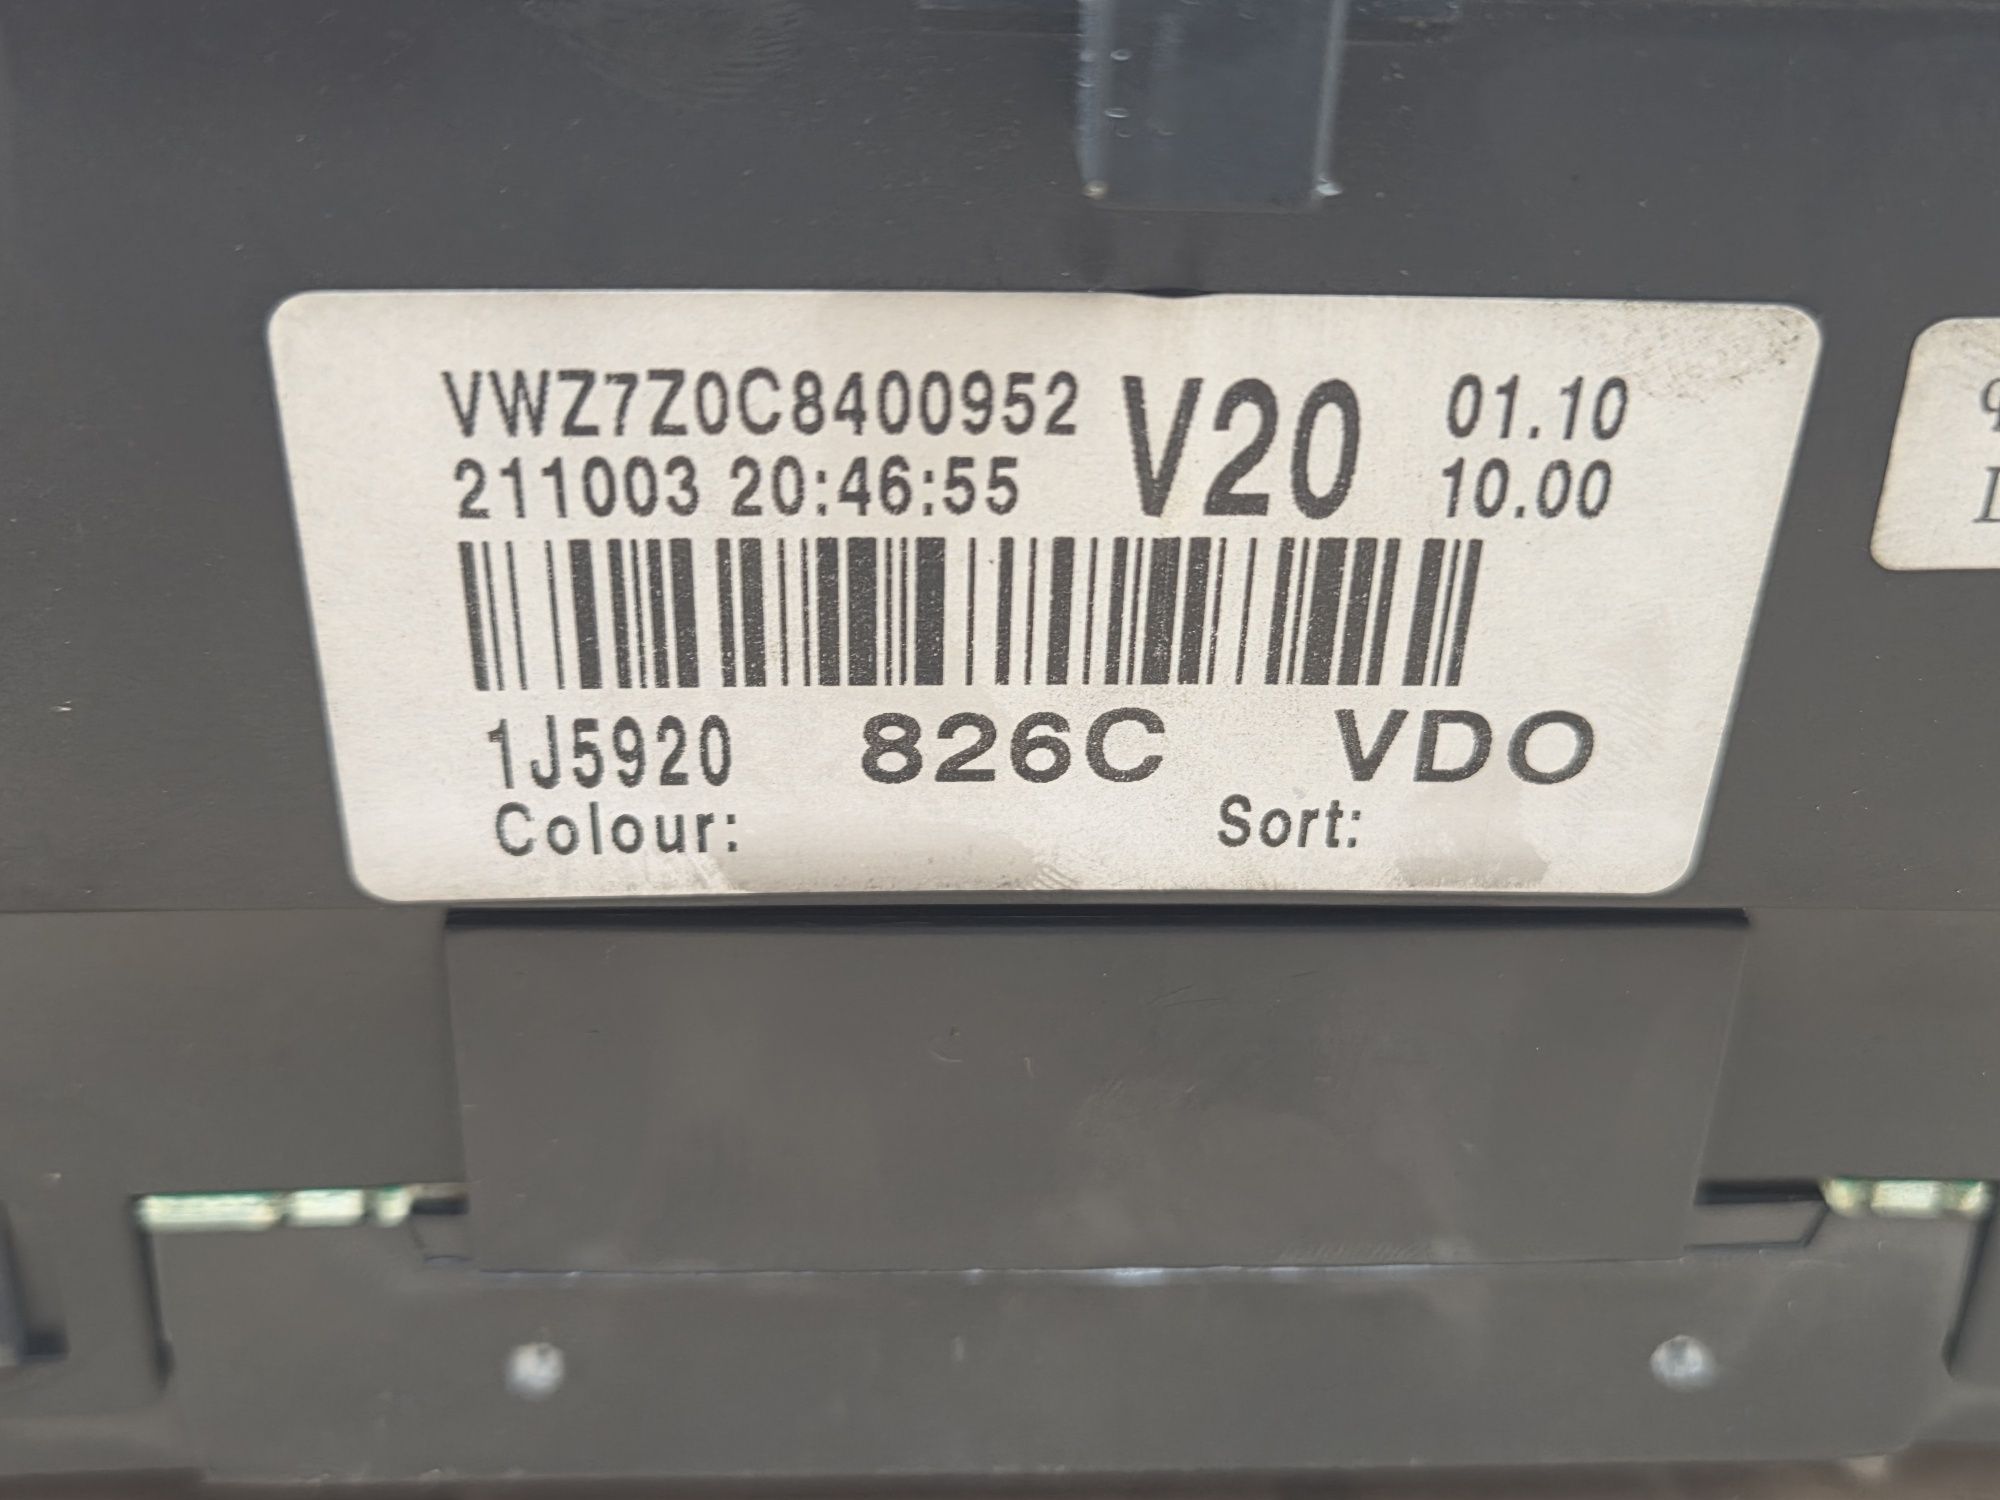 VWZ7Z0C8400952 V20 01.10
211003 20:46:55 10.00
1J5920 826C VDO
Colour: Sort: